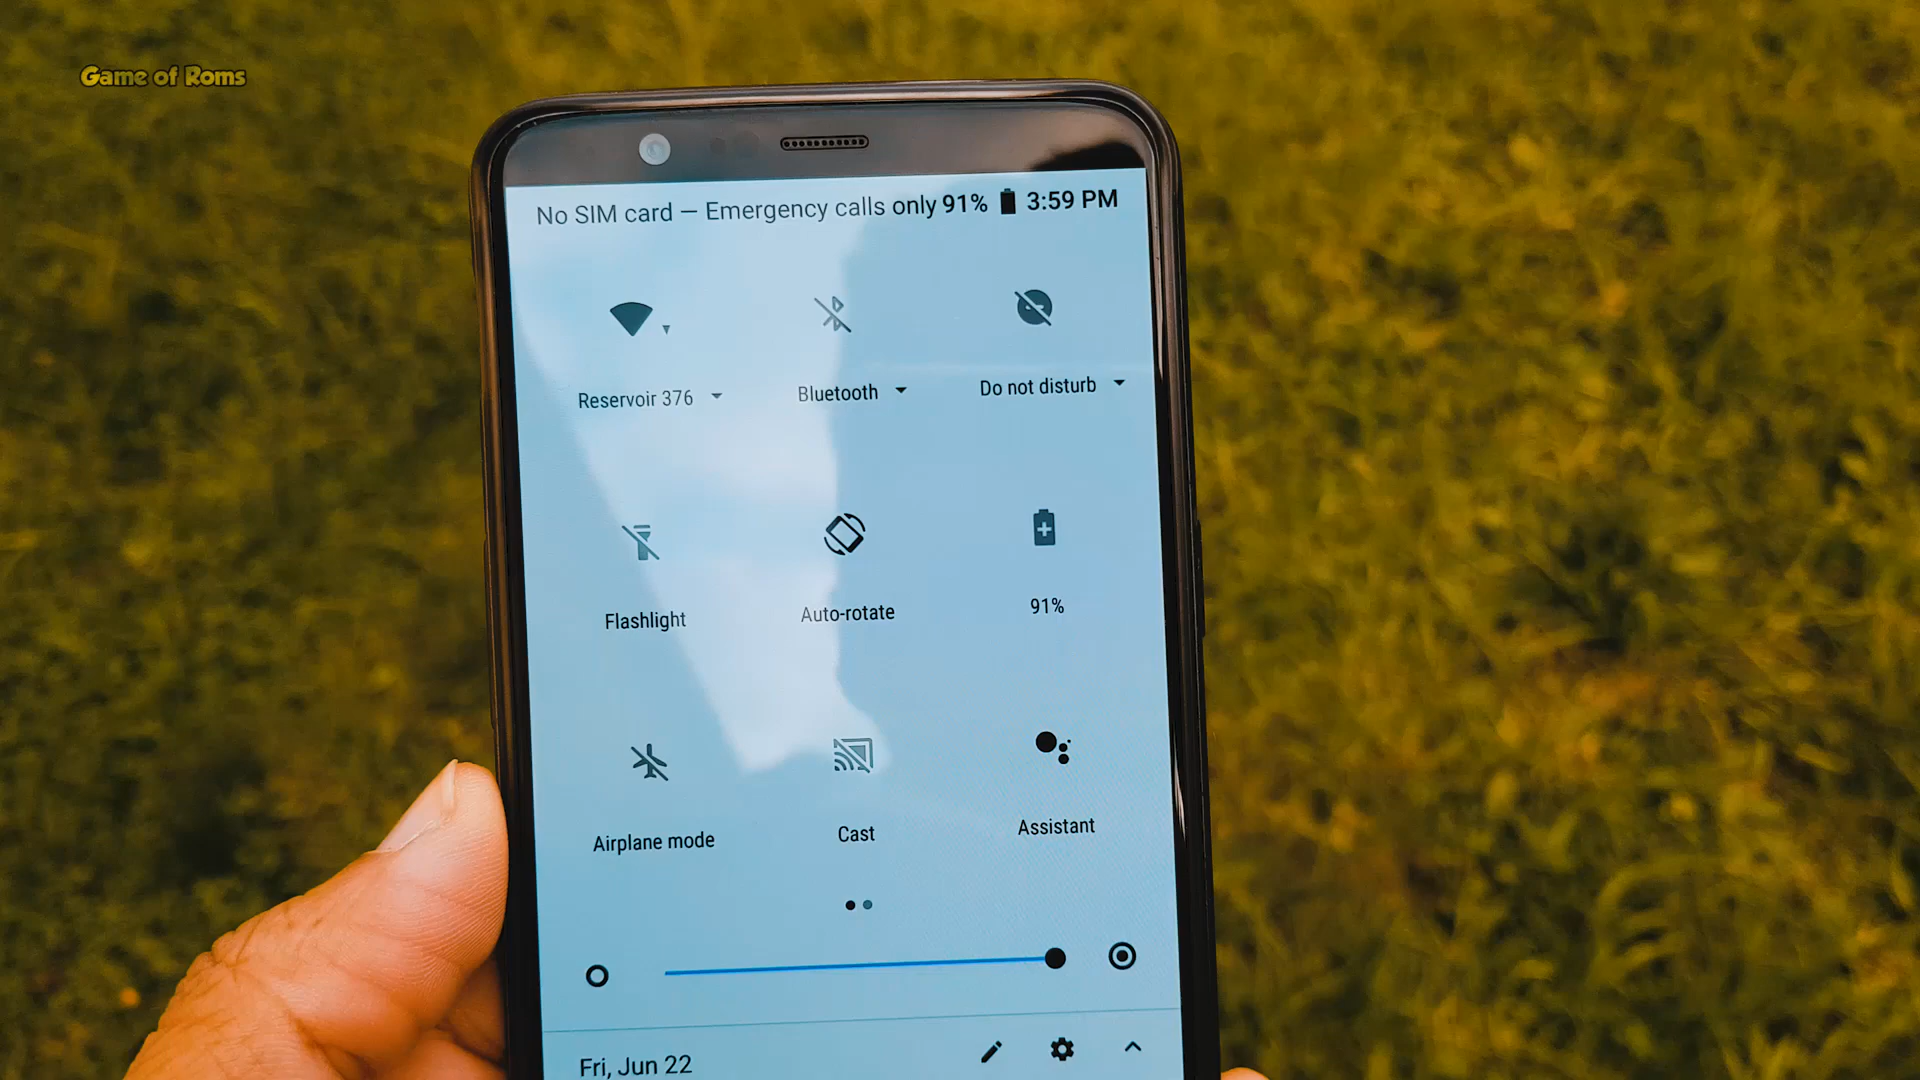 Game of Roms
No SIM card — Emergency calls only 91% 3:59 PM
Reservoir 376 Bluetooth Do not disturb
Flashlight Auto-rotate 91%
Airplane mode Cast Assistant
Fri, Jun 22